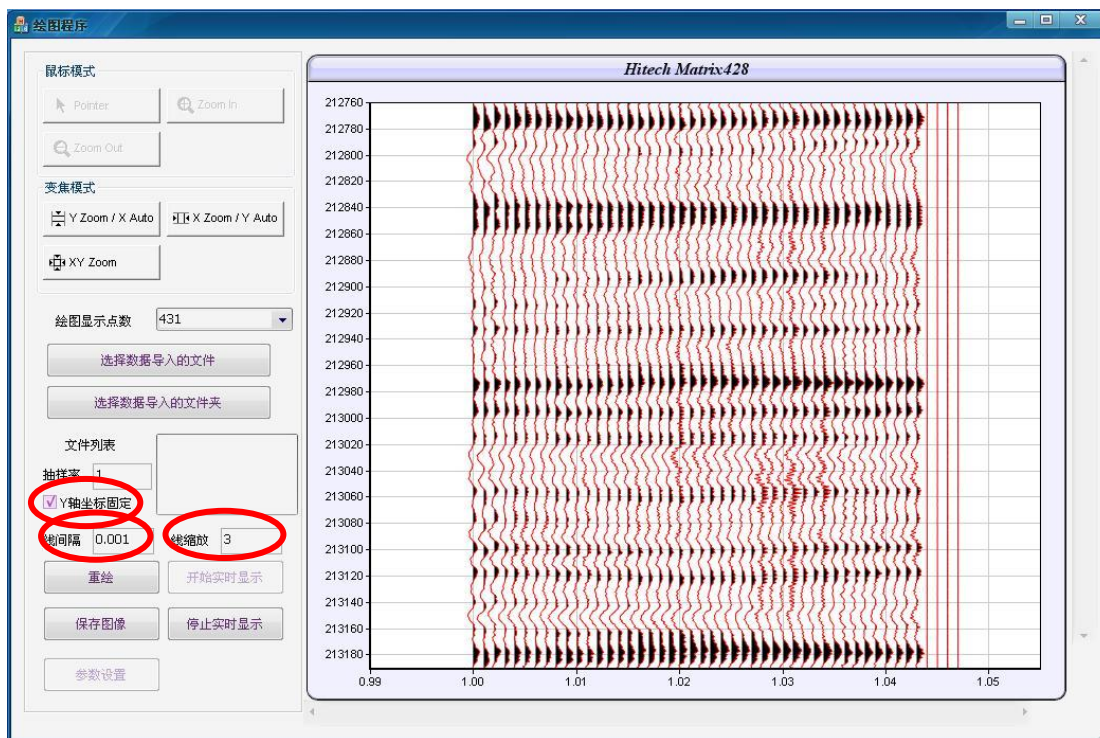 绘图程序
鼠标模式
Pointer
Zoom In
Zoom Out
变焦模式
Y Zoom / X Auto
X Zoom / Y Auto
XY Zoom
绘图显示点数 431
选择数据导入的文件
选择数据导入的文件夹
文件列表
抽样率 1
Y轴坐标固定
线间隔 0.001
线缩放 3
重绘
开始实时显示
保存图像
停止实时显示
参数设置
Hitech Matrix428
212760
212780
212800
212820
212840
212860
212880
212900
212920
212940
212960
212980
213000
213020
213040
213060
213080
213100
213120
213140
213160
213180
0.99 1.00 1.01 1.02 1.03 1.04 1.05